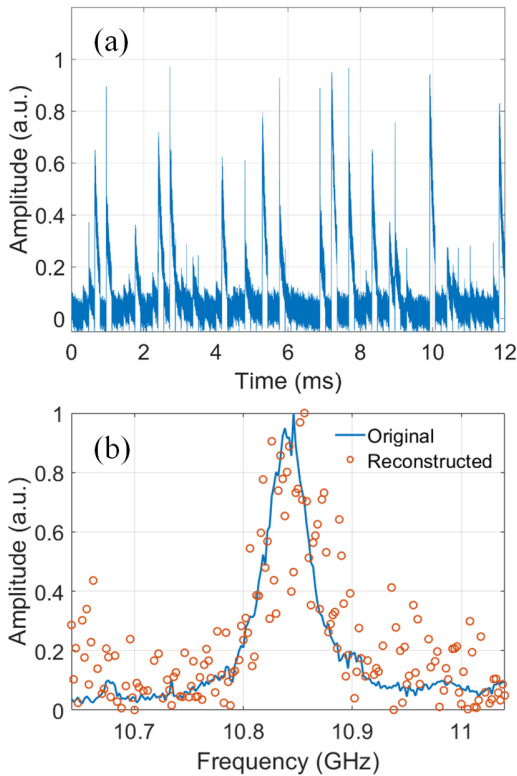 (a)
Amplitude (a.u.)
1
0.8
0.6
0.4
0.2
0
0 2 4 6 8 10 12
Time (ms)
(b)
Original
Reconstructed
Amplitude (a.u.)
1
0.8
0.6
0.4
0.2
0
10.7 10.8 10.9 11
Frequency (GHz)